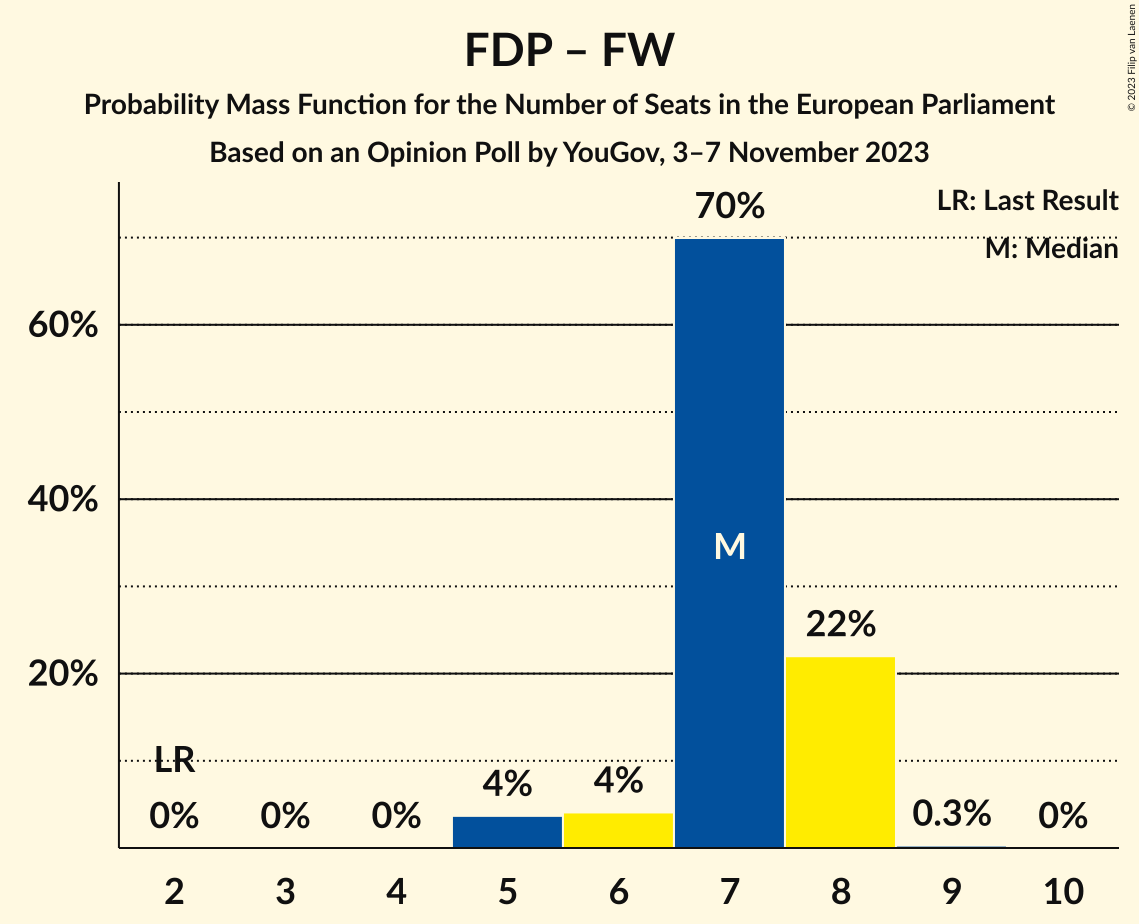 FDP – FW
Probability Mass Function for the Number of Seats in the European Parliament
Based on an Opinion Poll by YouGov, 3–7 November 2023
© 2023 Filip van Laenen
LR: Last Result
M: Median
70%
60%
40%
M
22%
20%
LR
0%
0%
0%
4%
4%
0.3%
0%
2 3 4 5 6 7 8 9 10